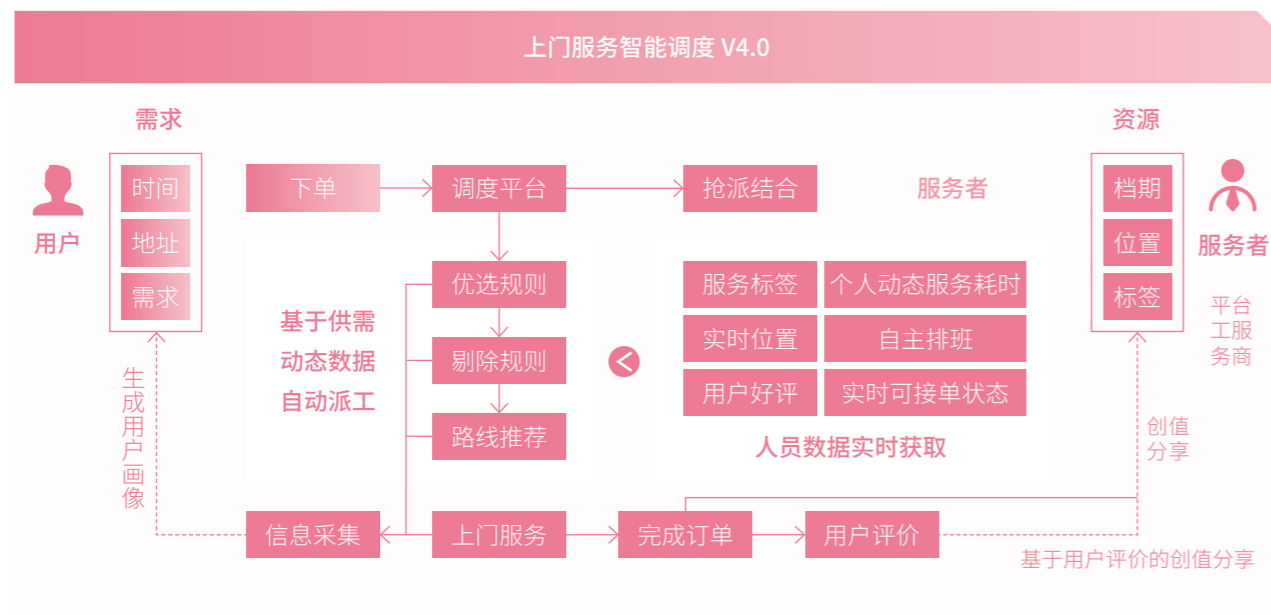 上门服务智能调度 V4.0
需求
资源
时间
地址
需求
用户
下单
调度平台
抢派结合
服务者
档期
位置
标签
服务者
平台
工服
务商
基于供需
动态数据
自动派工
优选规则
剔除规则
路线推荐
服务标签
个人动态服务耗时
实时位置
自主排班
用户好评
实时可接单状态
人员数据实时获取
生成用户画像
创值
分享
信息采集
上门服务
完成订单
用户评价
基于用户评价的创值分享